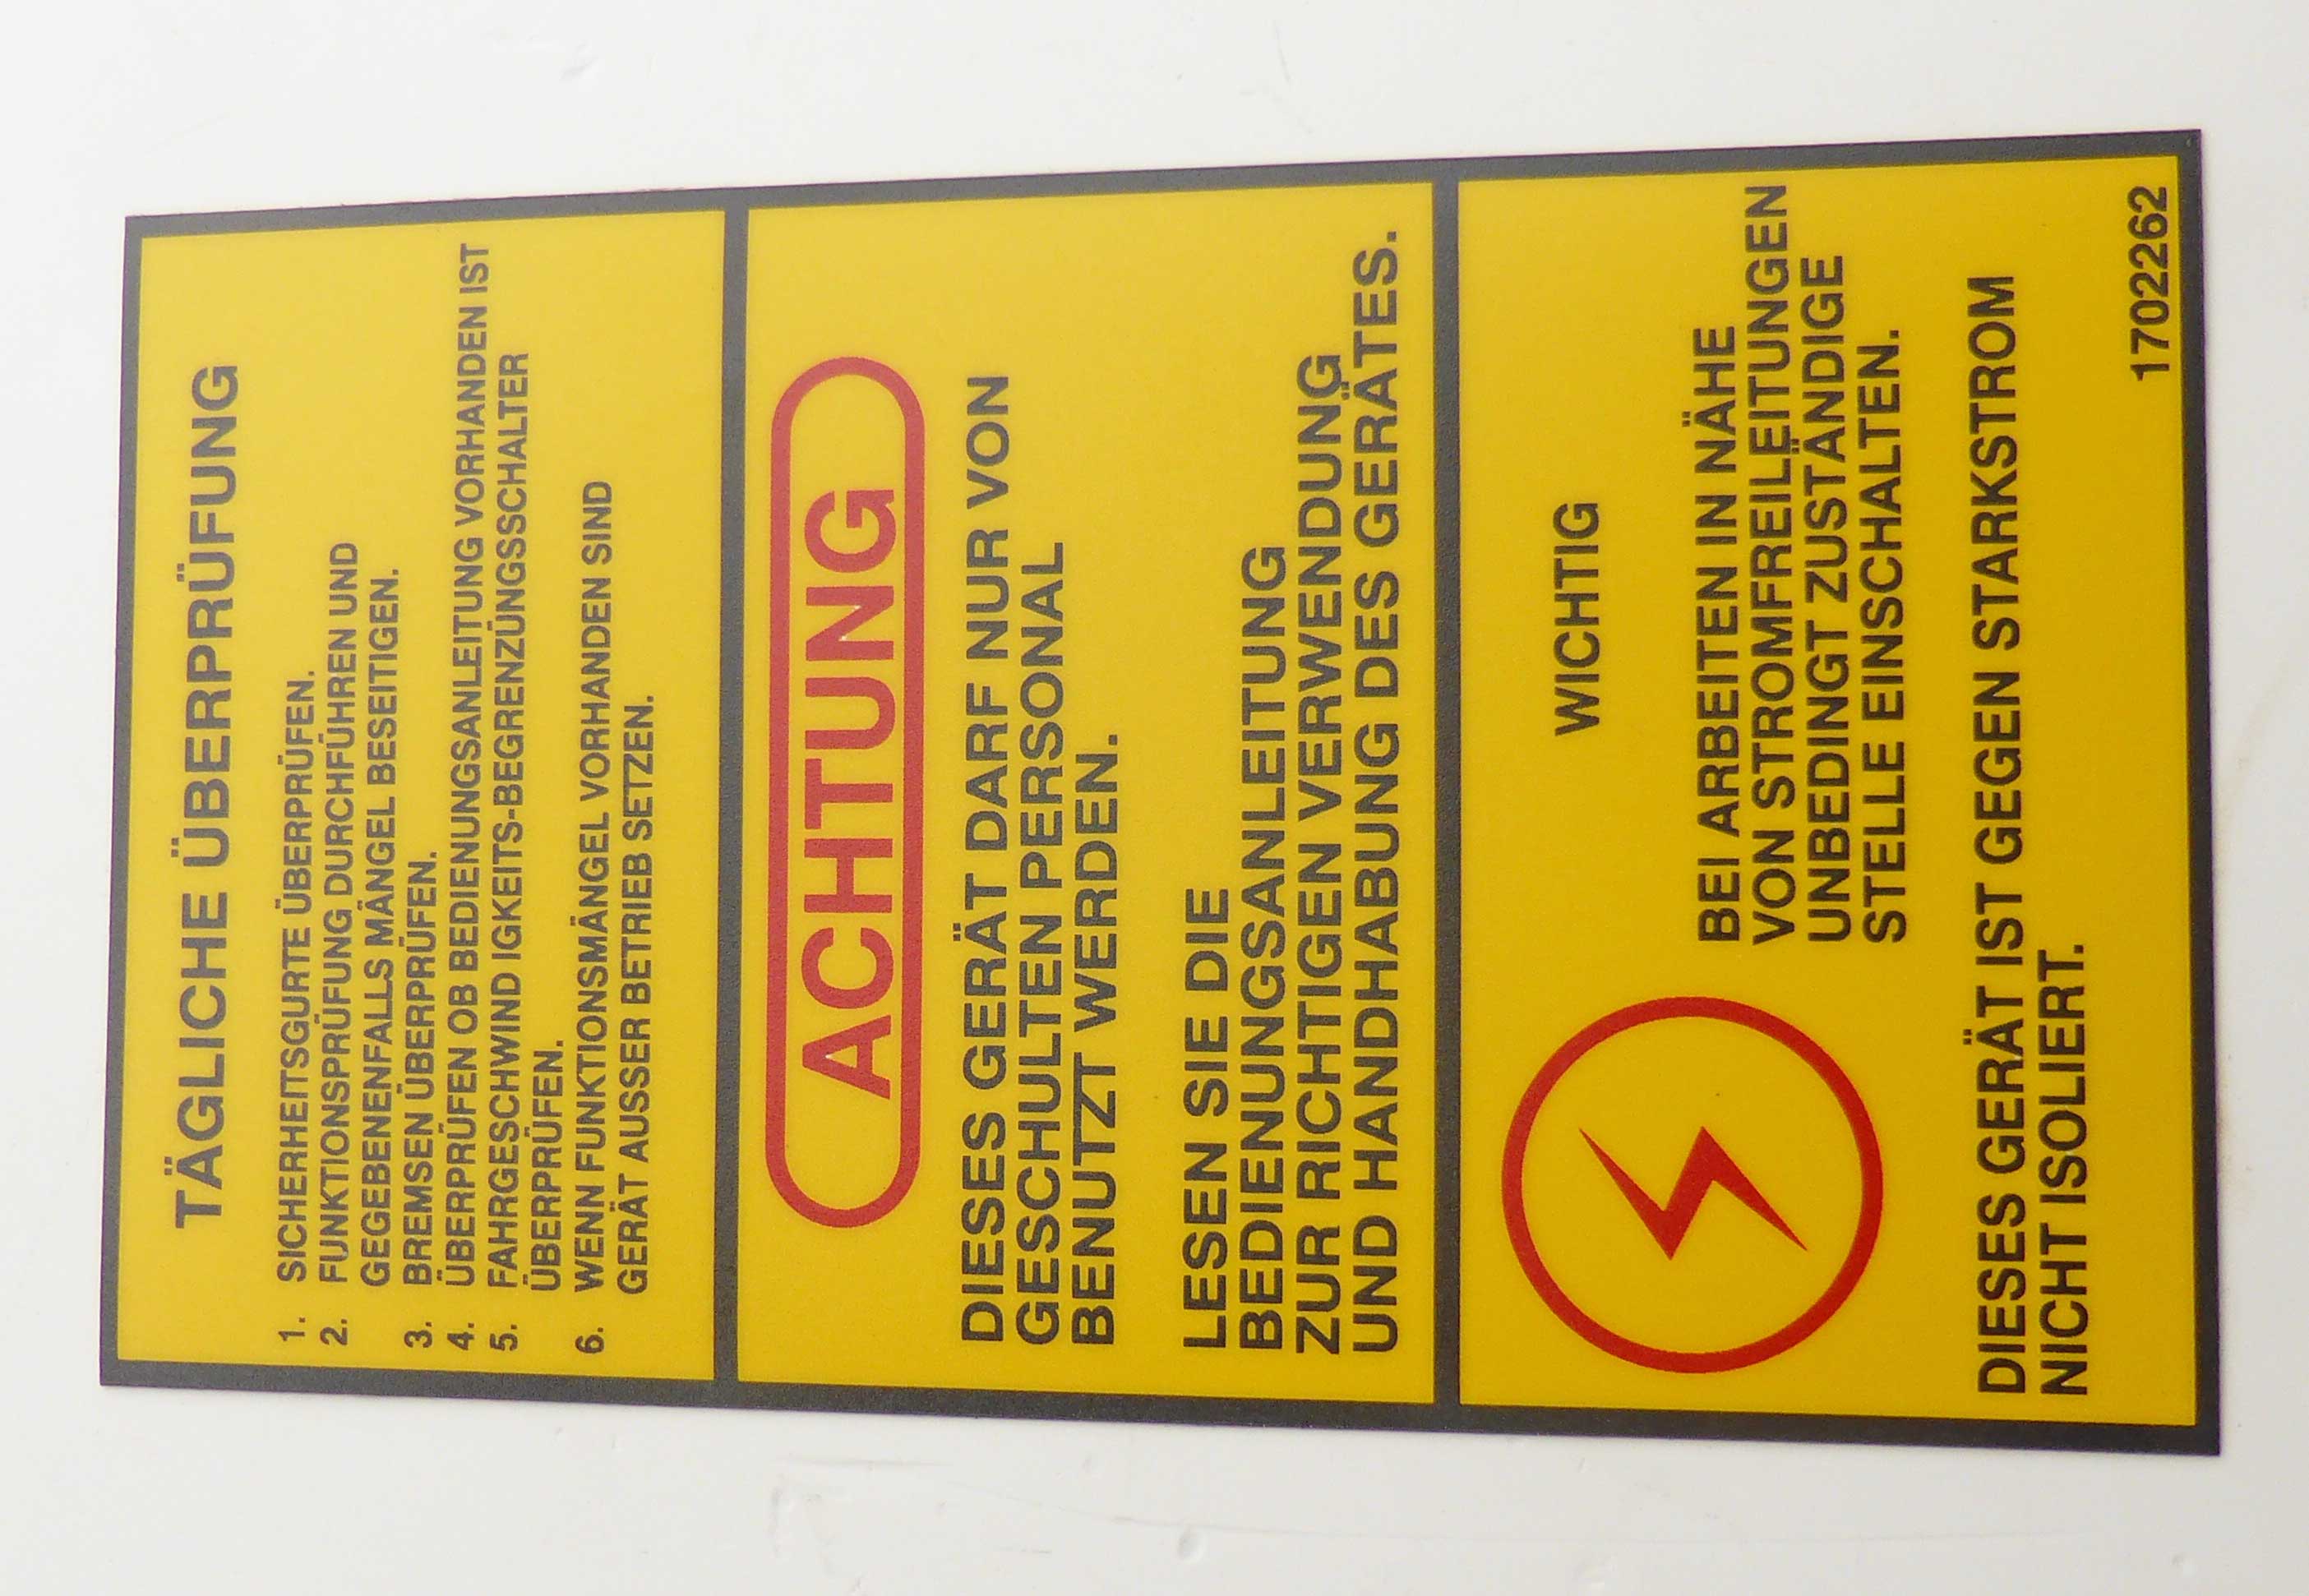 TÄGLICHE ÜBERPRÜFUNG
1. SICHERHEITSGURTE ÜBERPRÜFEN.
2. FUNKTIONSPRÜFUNG DURCHFÜHREN UND
GEGEBENENFALLS MÄNGEL BESEITIGEN.
3. BREMSEN ÜBERPRÜFEN.
4. ÜBERPRÜFEN OB BEDIENUNGSANLEITUNG VORHANDEN IST
5. FAHRGESCHWIND IGKEITS-BEGRENZÜNGSSCHALTER
ÜBERPRÜFEN.
6. WENN FUNKTIONSMÄNGEL VORHANDEN SIND
GERÄT AUSSER BETRIEB SETZEN.
ACHTUNG
DIESES GERÄT DARF NUR VON
GESCHULTEN PERSONAL
BENUTZT WERDEN.
LESEN SIE DIE
BEDIENUNGSANLEITUNG
ZUR RICHTIGEN VERWENDUNG
UND HANDHABUNG DES GERÄTES.
WICHTIG
BEI ARBEITEN IN NÄHE
VON STROMFREILEITUNGEN
UNBEDINGT ZUSTÄNDIGE
STELLE EINSCHALTEN.
DIESES GERÄT IST GEGEN STARKSTROM
NICHT ISOLIERT.
1702262